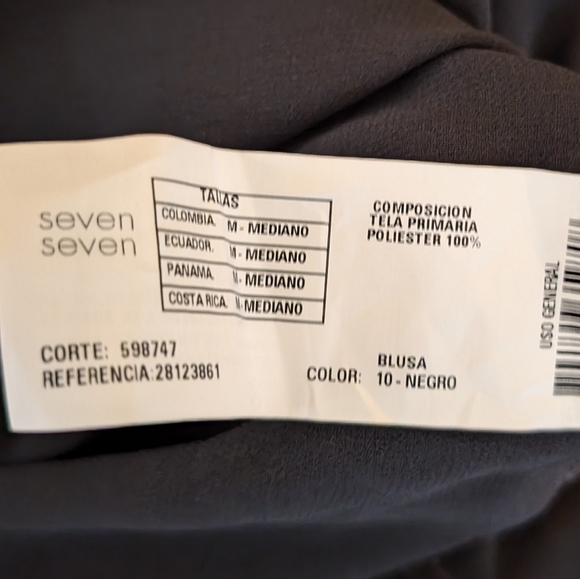 seven
seven
TALLAS
COLOMBIA. M - MEDIANO
ECUADOR. M - MEDIANO
PANAMA. M - MEDIANO
COSTA RICA. M - MEDIANO
COMPOSICION
TELA PRIMARIA
POLIESTER 100%
CORTE: 598747
REFERENCIA:28123861
BLUSA
COLOR: 10 - NEGRO
USO GENERAL